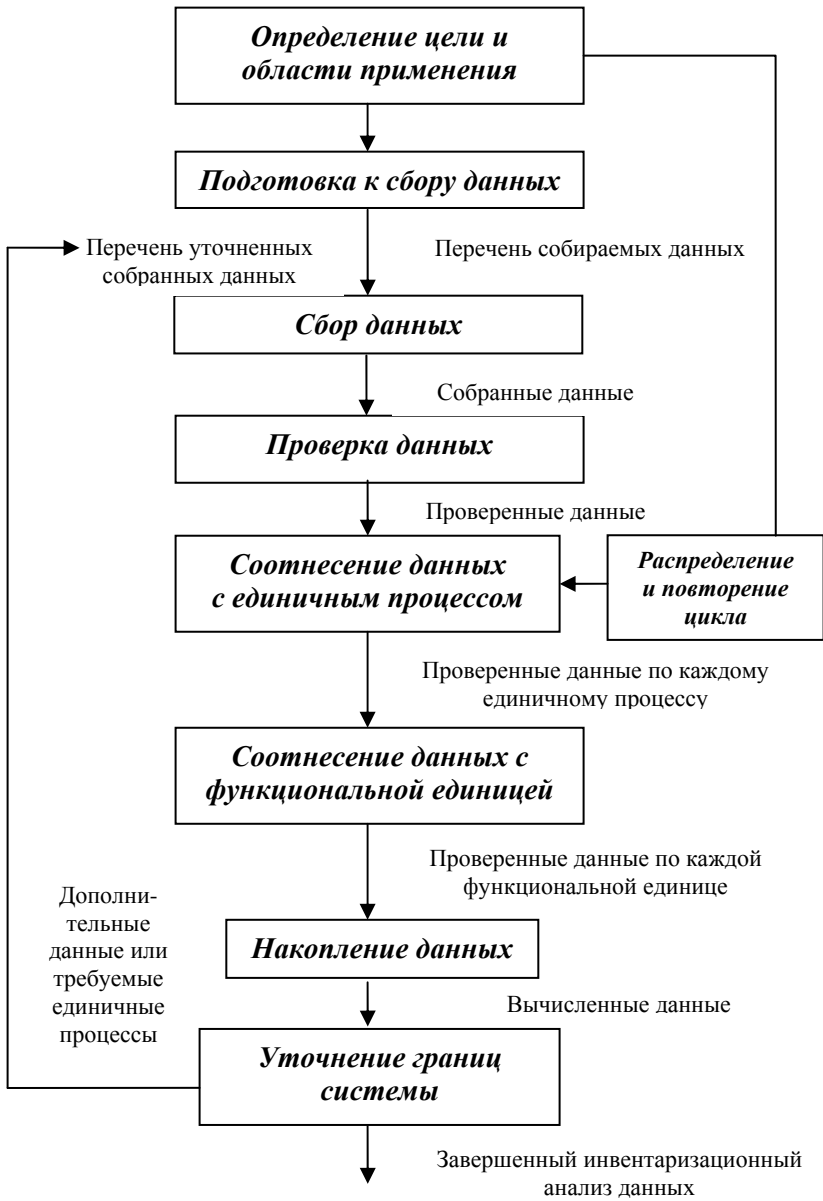 Определение цели и
области применения
Подготовка к сбору данных
Перечень уточненных
собранных данных
Перечень собираемых данных
Сбор данных
Собранные данные
Проверка данных
Проверенные данные
Соотнесение данных
с единичным процессом
Распределение
и повторение
цикла
Проверенные данные по каждому
единичному процессу
Соотнесение данных с
функциональной единицей
Проверенные данные по каждой
функциональной единице
Дополни-
тельные
данные или
требуемые
единичные
процессы
Накопление данных
Вычисленные данные
Уточнение границ
системы
Завершенный инвентаризационный
анализ данных